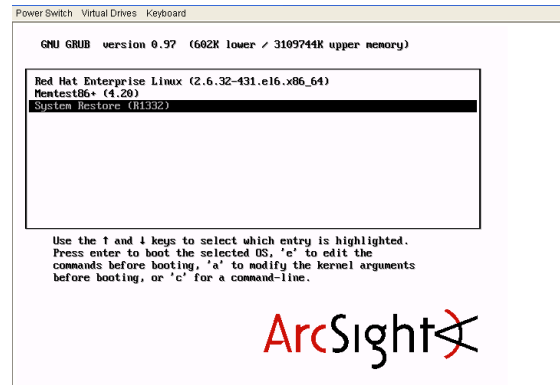 Power Switch Virtual Drives Keyboard
GNU GRUB version 0.97 (602K lower / 3109744K upper memory)
Red Hat Enterprise Linux (2.6.32-431.el6.x86_64)
Memtest86+ (4.20)
System Restore (R1332)
Use the ↑ and ↓ keys to select which entry is highlighted.
Press enter to boot the selected OS, 'e' to edit the
commands before booting, 'a' to modify the kernel arguments
before booting, or 'c' for a command-line.
ArcSight